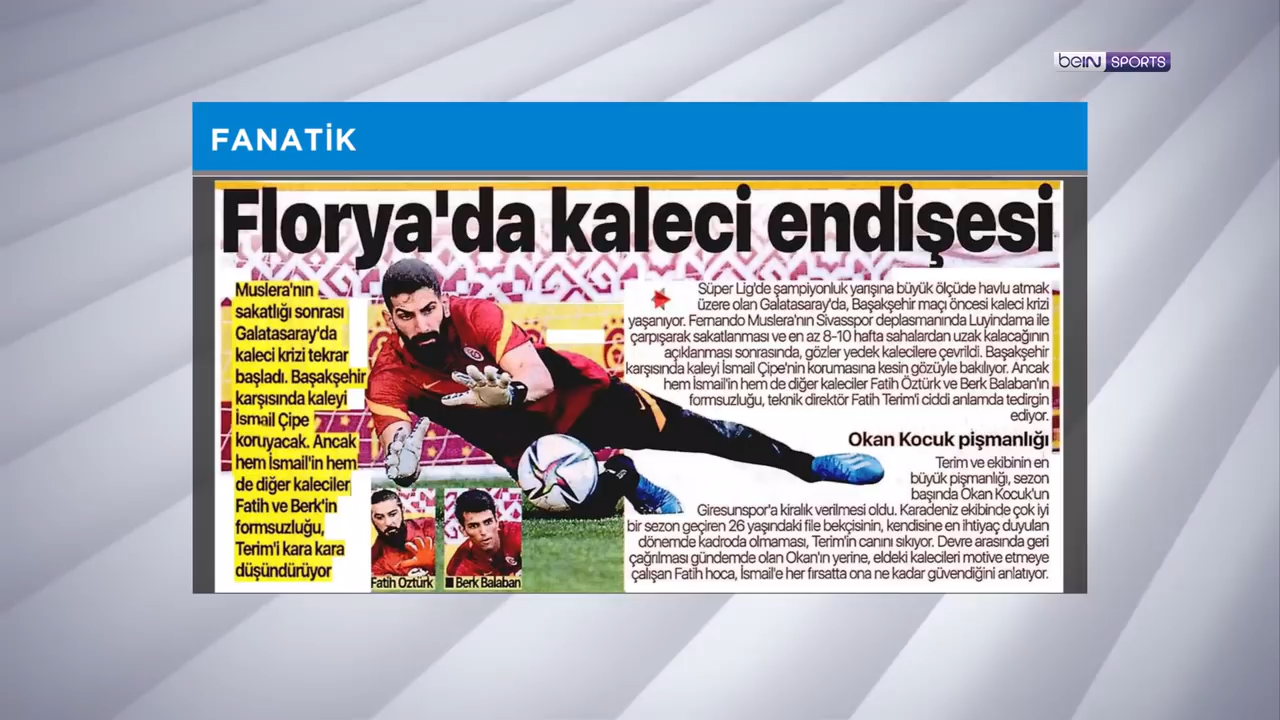 beIN SPORTS
FANATİK
Florya'da kaleci endişesi
Muslera'nın
sakatlığı sonrası
Galatasaray'da
kaleci krizi tekrar
başladı. Başakşehir
karşısında kaleyi
İsmail Çipe
koruyacak. Ancak
hem İsmail'in hem
de diğer kaleciler
Fatih ve Berk'in
formsuzluğu,
Terim'i kara kara
düşündürüyor
Fatih Öztürk
Berk Balaban
Süper Lig'de şampiyonluk yarışına büyük ölçüde havlu atmak
üzere olan Galatasaray'da, Başakşehir maçı öncesi kaleci krizi
yaşanıyor. Fernando Muslera'nın Sivasspor deplasmanında Luyindama ile
çarpışarak sakatlanması ve en az 8-10 hafta sahalardan uzak kalacağının
açıklanması sonrasında, gözler yedek kalecilere çevrildi. Başakşehir
karşısında kaleyi İsmail Çipe'nin korumasına kesin gözüyle bakılıyor. Ancak
hem İsmail'in hem de diğer kaleciler Fatih Öztürk ve Berk Balaban'ın
formsuzluğu, teknik direktör Fatih Terim'i ciddi anlamda tedirgin
ediyor.
Okan Kocuk pişmanlığı
Terim ve ekibinin en
büyük pişmanlığı, sezon
başında Okan Kocuk'un
Giresunspor'a kiralık verilmesi oldu. Karadeniz ekibinde çok iyi
bir sezon geçiren 26 yaşındaki file bekçisinin, kendisine en ihtiyaç duyulan
dönemde kadroda olmaması, Terim'in canını sıkıyor. Devre arasında geri
çağrılması gündemde olan Okan'ın yerine, eldeki kalecileri motive etmeye
çalışan Fatih hoca, İsmail'e her fırsatta ona ne kadar güvendiğini anlatıyor.